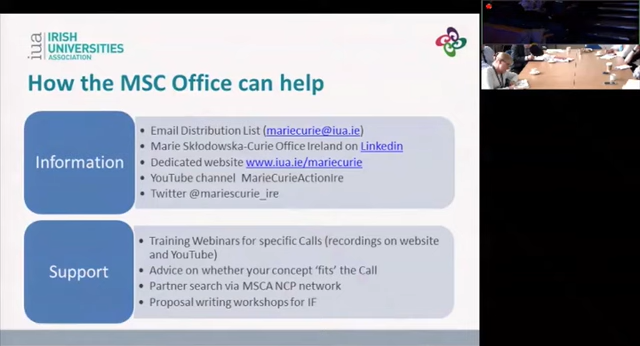 iua
IRISH
UNIVERSITIES
ASSOCIATION
How the MSC Office can help
Information
• Email Distribution List (mariecurie@iua.ie)
• Marie Skłodowska-Curie Office Ireland on Linkedin
• Dedicated website www.iua.ie/mariecurie
• YouTube channel MarieCurieActionIre
• Twitter @mariescurie_ire
Support
• Training Webinars for specific Calls (recordings on website
and YouTube)
• Advice on whether your concept ‘fits’ the Call
• Partner search via MSCA NCP network
• Proposal writing workshops for IF